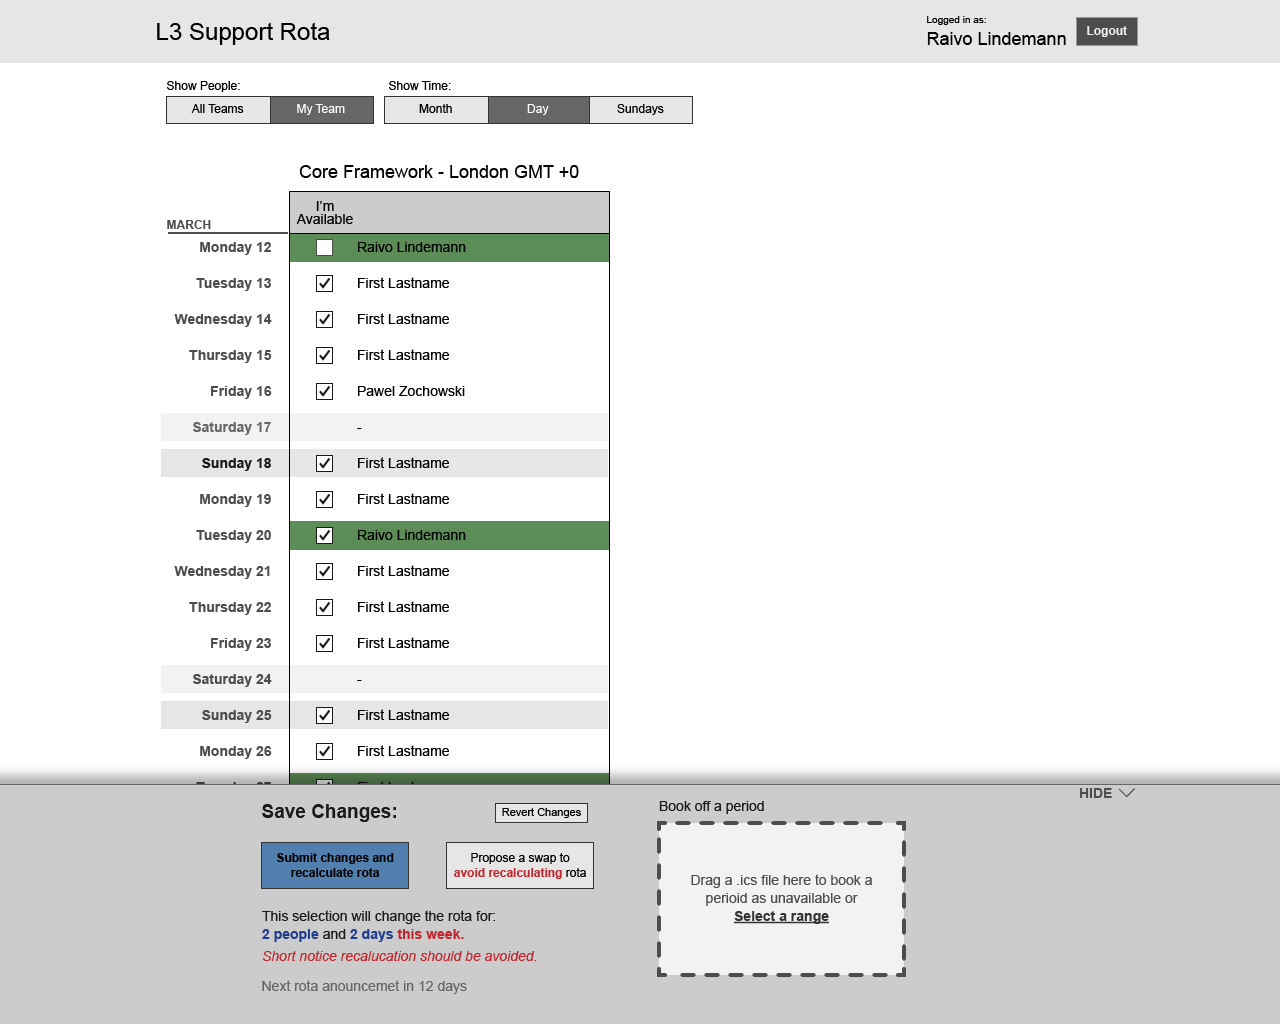 L3 Support Rota
Logged in as:
Raivo Lindemann
Logout
Show People:
Show Time:
All Teams
My Team
Month
Day
Sundays
Core Framework - London GMT +0
I'm
Available
MARCH
Monday 12 Raivo Lindemann
Tuesday 13 First Lastname
Wednesday 14 First Lastname
Thursday 15 First Lastname
Friday 16 Pawel Zochowski
Saturday 17 -
Sunday 18 First Lastname
Monday 19 First Lastname
Tuesday 20 Raivo Lindemann
Wednesday 21 First Lastname
Thursday 22 First Lastname
Friday 23 First Lastname
Saturday 24 -
Sunday 25 First Lastname
Monday 26 First Lastname
HIDE
Save Changes:
Revert Changes
Submit changes and
recalculate rota
Propose a swap to
avoid recalculating rota
This selection will change the rota for:
2 people and 2 days this week.
Short notice recalucation should be avoided.
Next rota anouncemet in 12 days
Book off a period
Drag a .ics file here to book a
perioid as unavailable or
Select a range